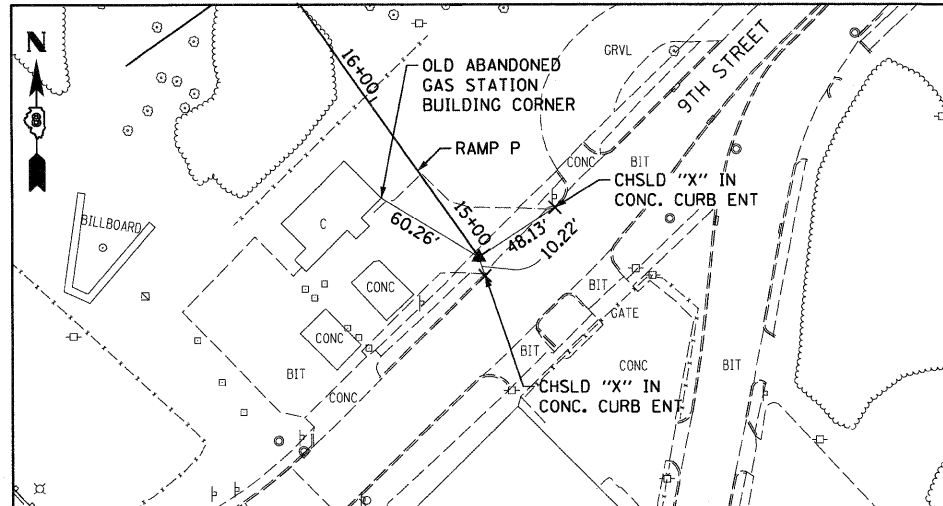 N
8
16+00
OLD ABANDONED
GAS STATION
BUILDING CORNER
RAMP P
GRVL
9TH STREET
CONC
BIT
CHSLD "X" IN
CONC. CURB ENT
15+00
48.13'
10.22'
60.26'
C
BILLBOARD
CONC
CONC
BIT
CONC
BIT
GATE
BIT
CONC
BIT
CHSLD "X" IN
CONC. CURB ENT